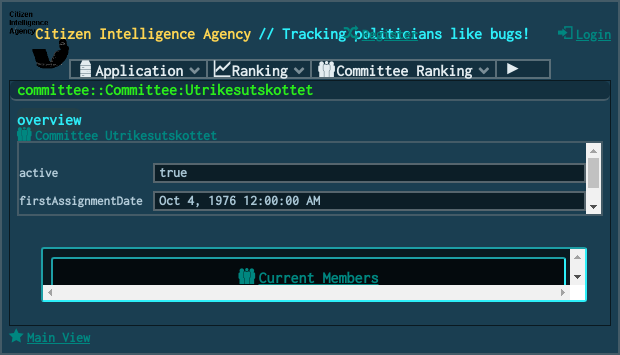 Citizen
Intelligence
Agency
Citizen Intelligence Agency // Tracking politicians like bugs!
Register
Login
Application
Ranking
Committee Ranking
committee::Committee:Utrikesutskottet
overview
Committee Utrikesutskottet
active true
firstAssignmentDate Oct 4, 1976 12:00:00 AM
Current Members
Main View